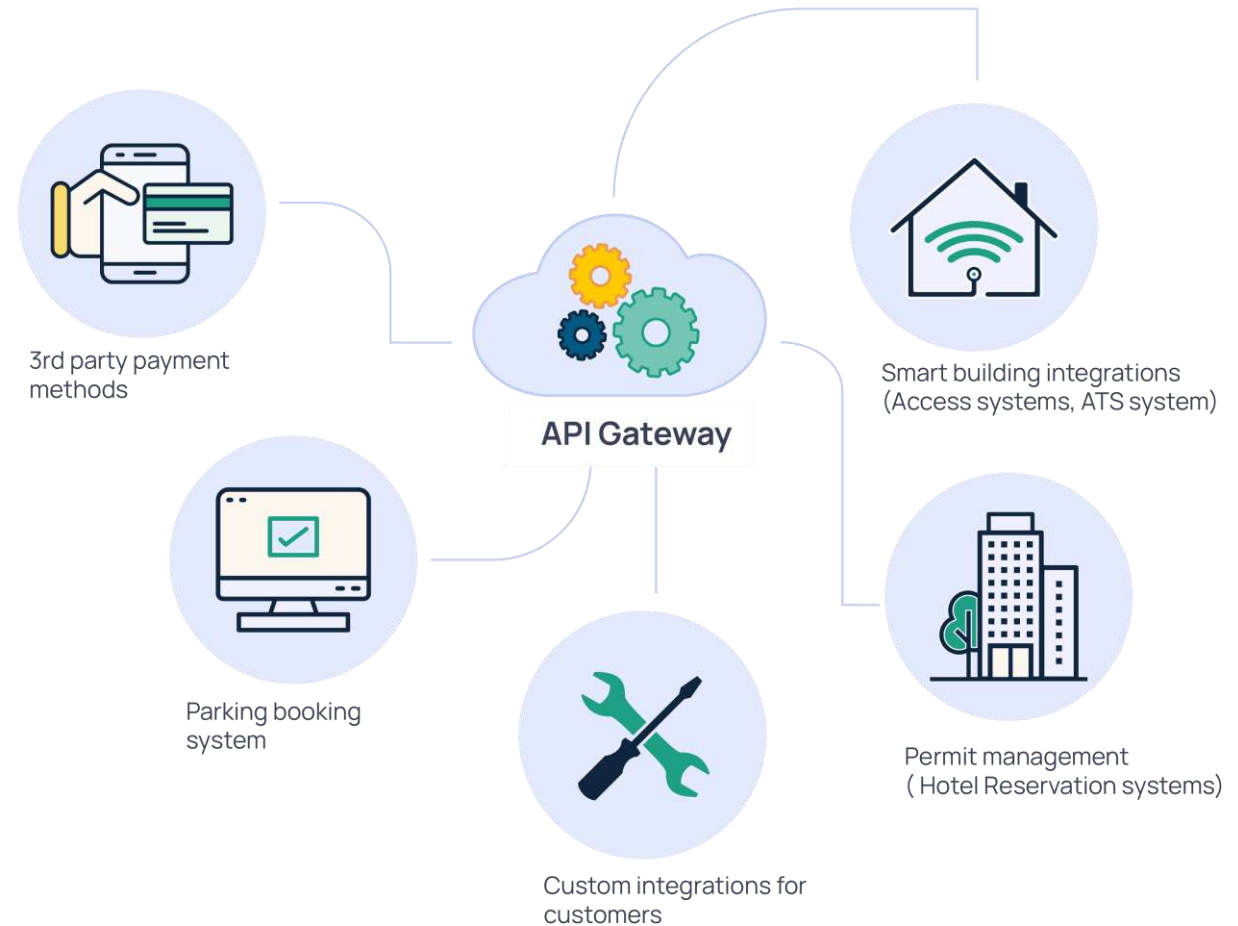 3rd party payment
methods
Smart building integrations
(Access systems, ATS system)
API Gateway
Parking booking
system
Permit management
( Hotel Reservation systems)
Custom integrations for
customers